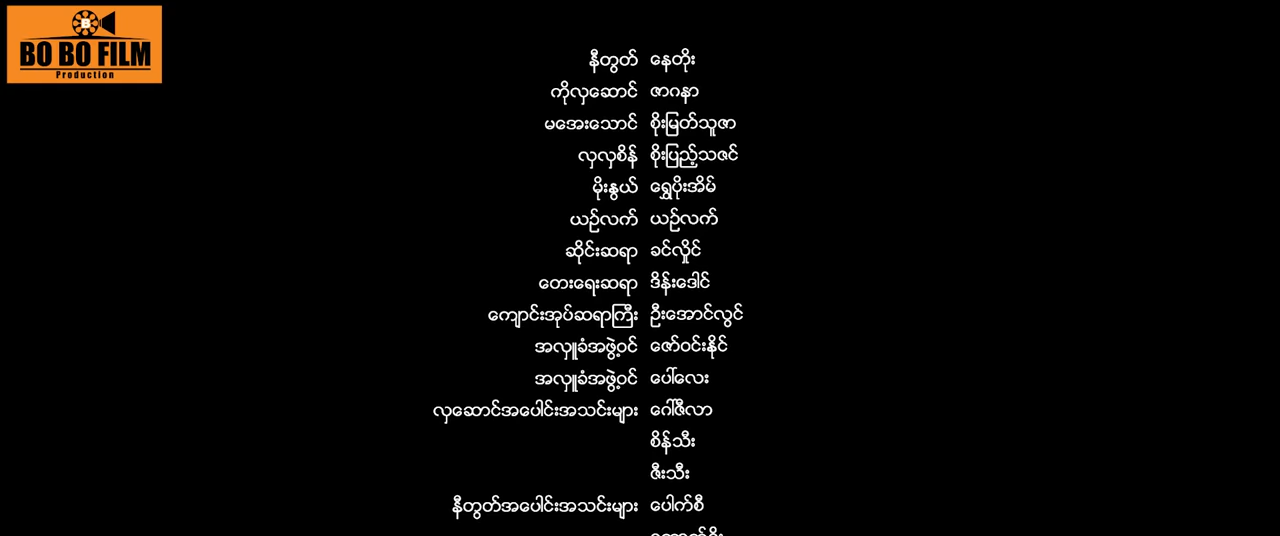 B
BO BO FILM
Production
နီတွတ် နေတိုး
ကိုလှဆောင် ဇာဂနာ
မအေးသောင် စိုးမြတ်သူဇာ
လှလှစိန် စိုးပြည့်သဇင်
မိုးနွယ် ရွှေပိုးအိမ်
ယဉ်လက် ယဉ်လက်
ဆိုင်းဆရာ ခင်လှိုင်
တေးရေးဆရာ ဒိန်းဒေါင်
ကျောင်းအုပ်ဆရာကြီး ဦးအောင်လွင်
အလှူခံအဖွဲ့ဝင် ဇော်ဝင်းနိုင်
အလှူခံအဖွဲ့ဝင် ပေါ်လေး
လှဆောင်အပေါင်းအသင်းများ ဂေါ်ဇီလာ
စိန်သီး
ဇီးသီး
နီတွတ်အပေါင်းအသင်းများ ပေါက်စီ